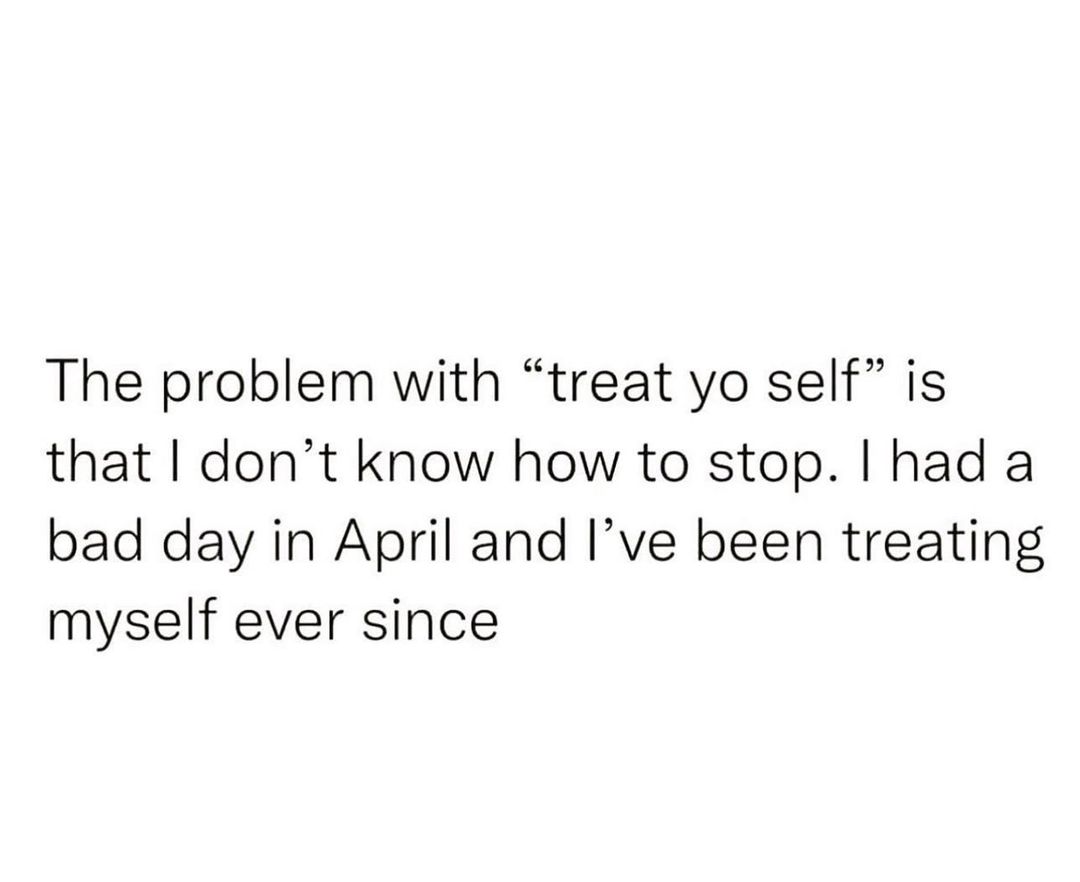 The problem with “treat yo self” is
that I don’t know how to stop. I had a
bad day in April and I’ve been treating
myself ever since